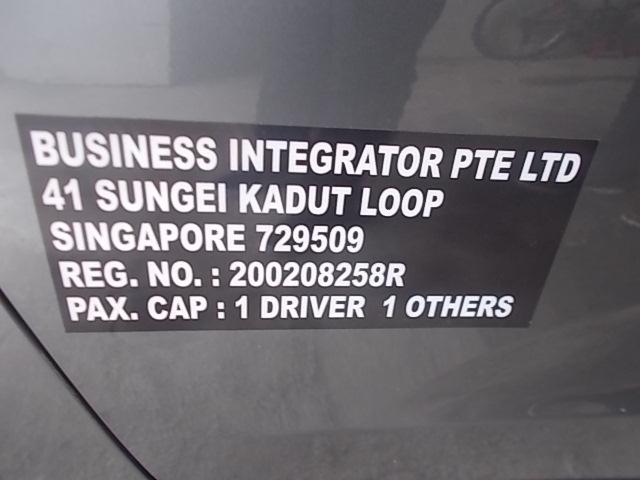 BUSINESS INTEGRATOR PTE LTD
41 SUNGEI KADUT LOOP
SINGAPORE 729509
REG. NO. : 200208258R
PAX. CAP : 1 DRIVER 1 OTHERS